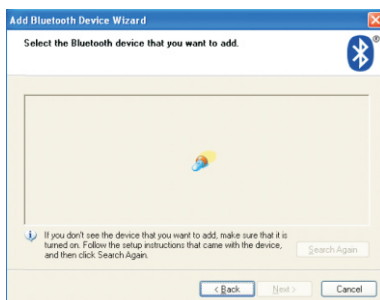 Add Bluetooth Device Wizard
Select the Bluetooth device that you want to add.
®
If you don't see the device that you want to add, make sure that it is
turned on. Follow the setup instructions that came with the device,
and then click Search Again.
Search Again
< Back
Next >
Cancel